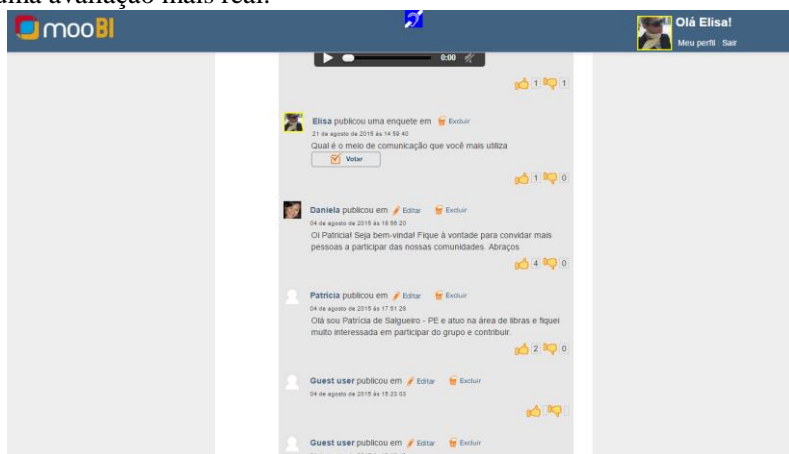 uma avaliação mais real.
mooBI
Olá Elisa!
Meu perfil Sair
0:00
1 1
Elisa publicou uma enquete em Excluir
21 de agosto de 2015 às 14 59 40
Qual é o meio de comunicação que você mais utiliza
Votar
1 0
Daniela publicou em Editar Excluir
04 de agosto de 2015 às 18 58 20
Oi Patricia! Seja bem-vinda! Fique à vontade para convidar mais
pessoas a participar das nossas comunidades. Abraços
4 0
Patrícia publicou em Editar Excluir
04 de agosto de 2015 às 17 51 26
Olá sou Patrícia de Salgueiro - PE e atuo na área de libras e fiquei
muito interessada em participar do grupo e contribuir.
2 0
Guest user publicou em Editar Excluir
04 de agosto de 2015 às 15 23 03
Guest user publicou em Editar Excluir